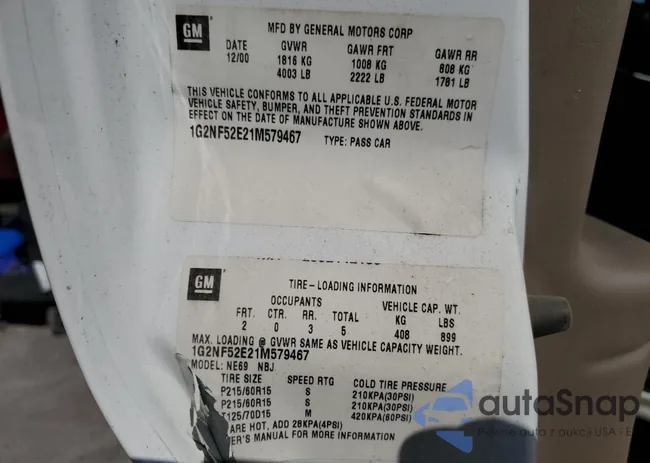 GM
MFD BY GENERAL MOTORS CORP
DATE GVWR GAWR FRT GAWR RR
12/00 1816 KG 1008 KG 808 KG
4003 LB 2222 LB 1781 LB
THIS VEHICLE CONFORMS TO ALL APPLICABLE U.S. FEDERAL MOTOR
VEHICLE SAFETY, BUMPER, AND THEFT PREVENTION STANDARDS IN
EFFECT ON THE DATE OF MANUFACTURE SHOWN ABOVE.
1G2NF52E21M579467 TYPE: PASS CAR
GM
TIRE-LOADING INFORMATION
OCCUPANTS VEHICLE CAP. WT.
FRT. CTR. RR. TOTAL KG LBS
2 0 3 5 408 899
MAX. LOADING @ GVWR SAME AS VEHICLE CAPACITY WEIGHT.
1G2NF52E21M579467
MODEL: NE69 NBJ
TIRE SIZE SPEED RTG COLD TIRE PRESSURE
P215/60R15 S 210KPA(30PSI)
P215/60R15 S 210KPA(30PSI)
T125/70D15 M 420KPA(60PSI)
ARE HOT, ADD 28KPA(4PSI)
ER'S MANUAL FOR MORE INFORMATION
autoSnap
Pewne auta z aukcji USA - E